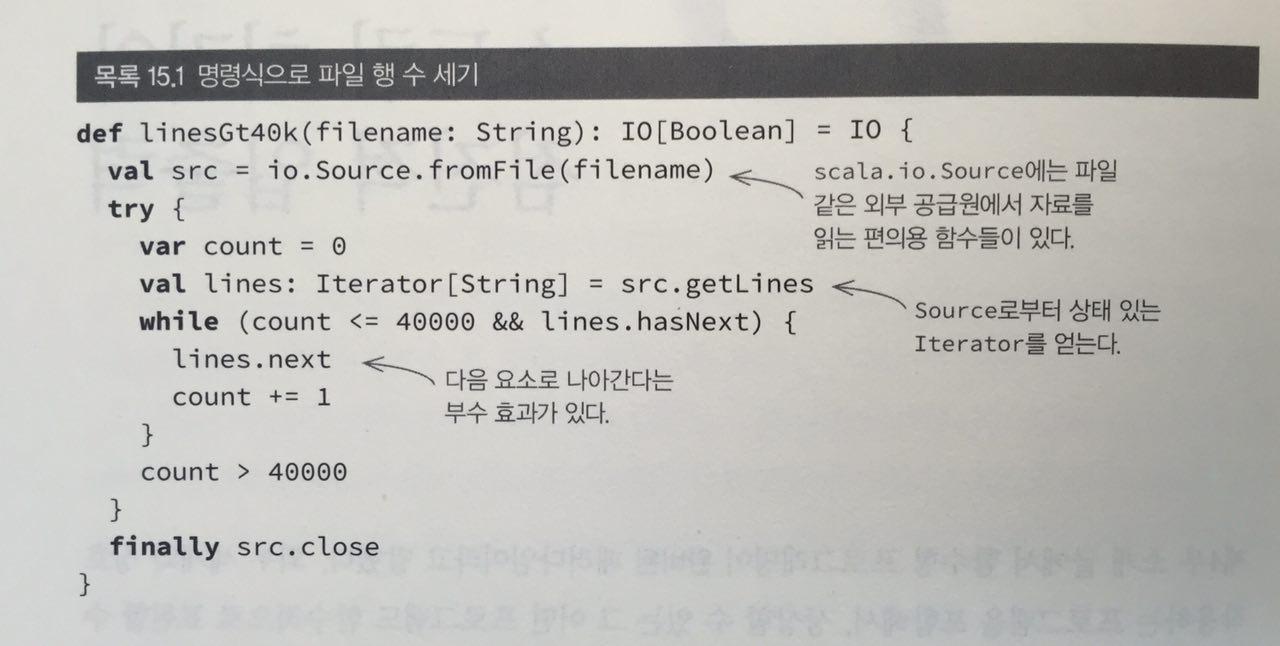 목록 15.1 명령식으로 파일 행 수 세기
def linesGt40k(filename: String): IO[Boolean] = IO {
val src = io.Source.fromFile(filename)
scala.io.Source에는 파일
같은 외부 공급원에서 자료를
읽는 편의용 함수들이 있다.
try {
var count = 0
val lines: Iterator[String] = src.getLines
Source로부터 상태 있는
Iterator를 얻는다.
while (count <= 40000 && lines.hasNext) {
lines.next
다음 요소로 나아간다는
부수 효과가 있다.
count += 1
}
count > 40000
}
finally src.close
}